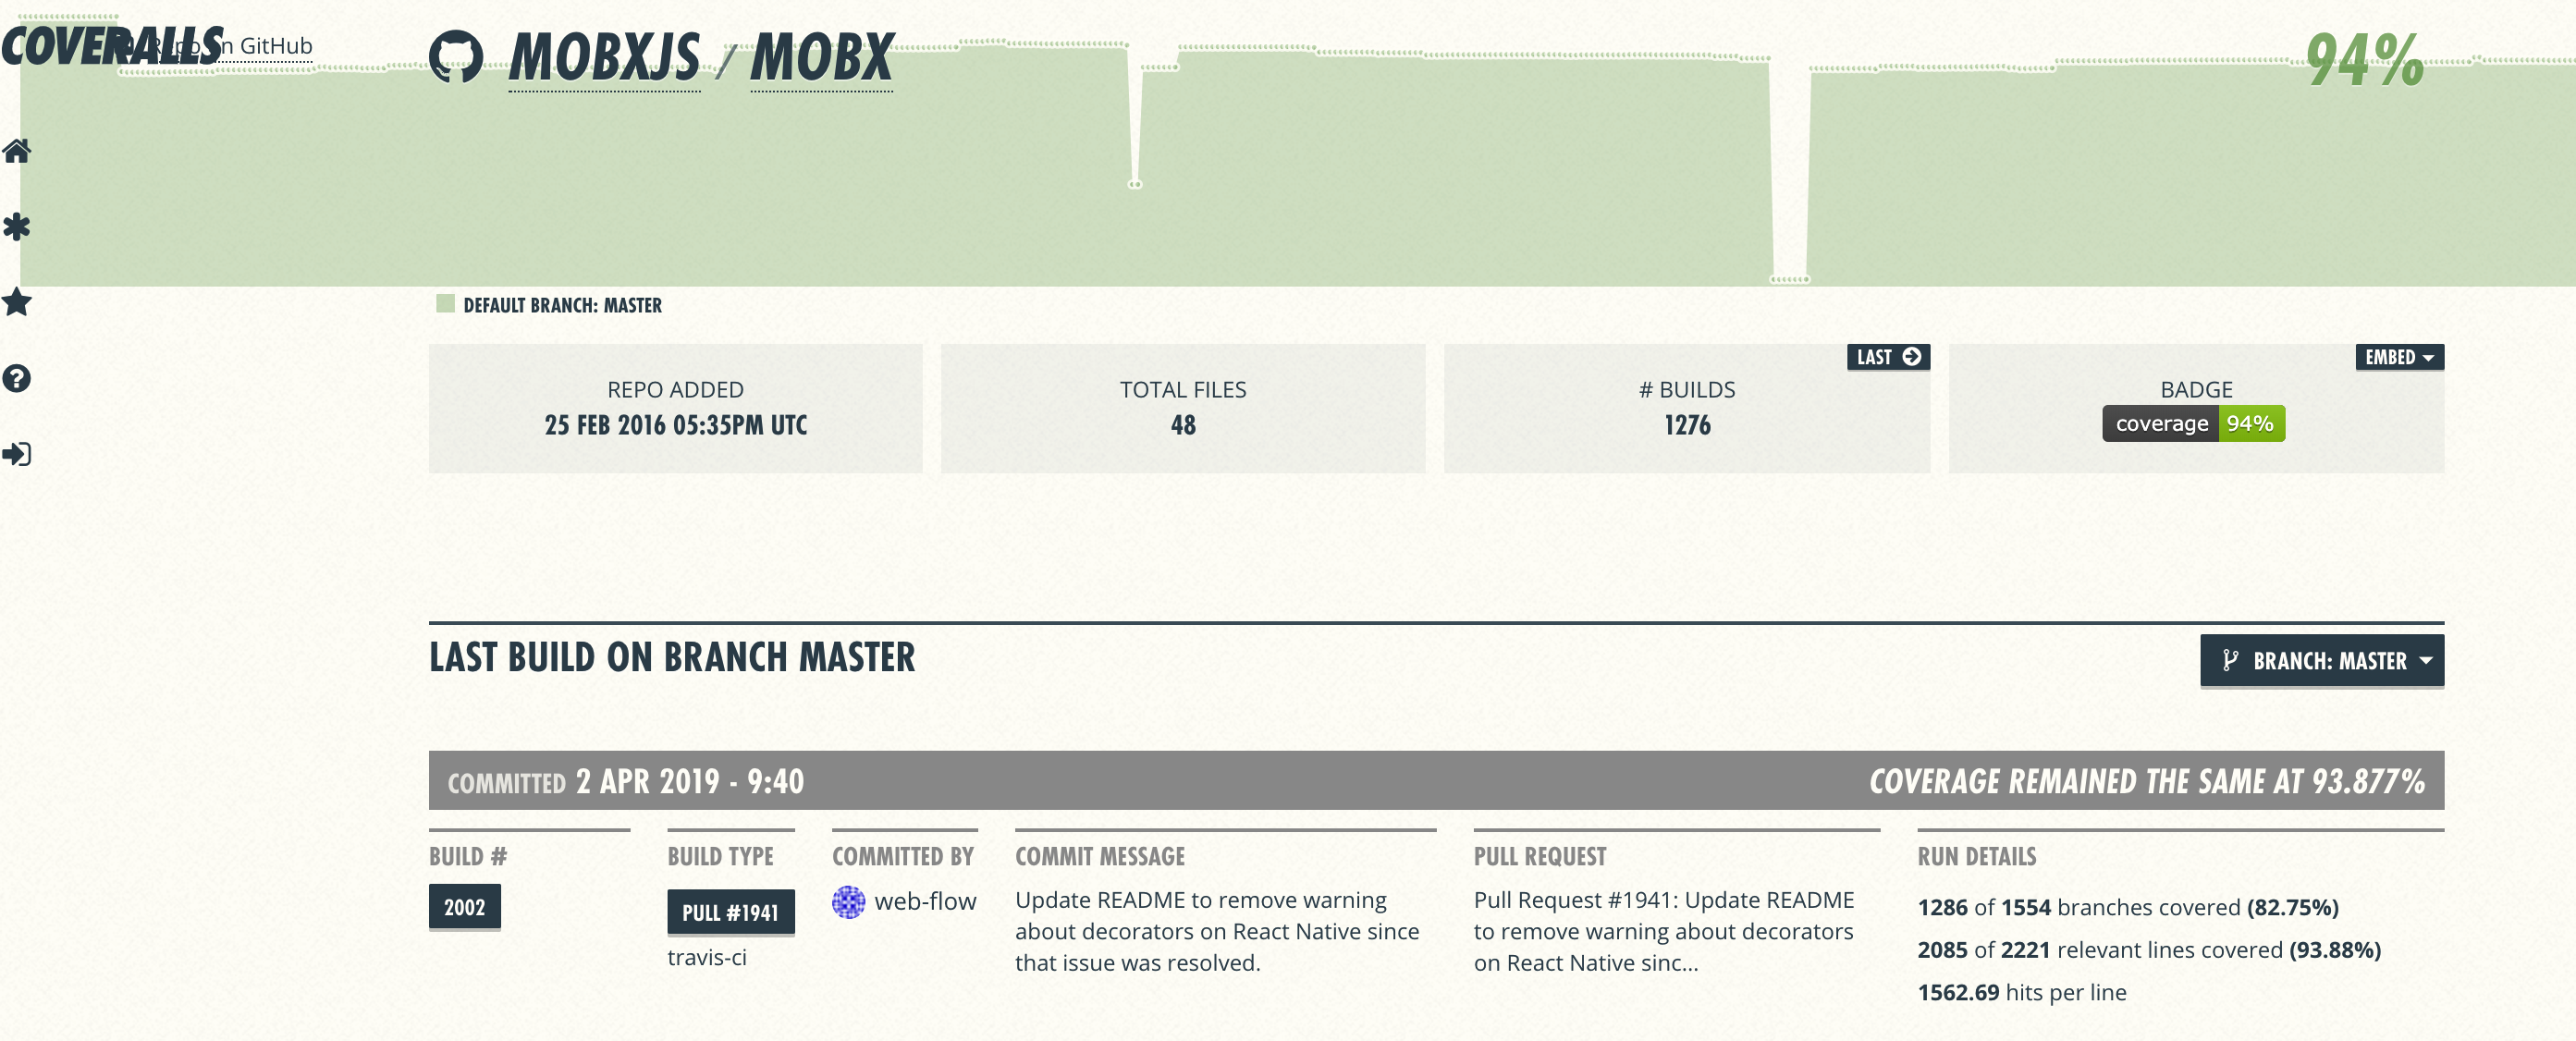 COVERALLS
Repo on GitHub
MOBXJS / MOBX
94%
DEFAULT BRANCH: MASTER
REPO ADDED
25 FEB 2016 05:35PM UTC
TOTAL FILES
48
LAST
# BUILDS
1276
EMBED
BADGE
coverage 94%
LAST BUILD ON BRANCH MASTER
BRANCH: MASTER
COMMITTED 2 APR 2019 - 9:40
COVERAGE REMAINED THE SAME AT 93.877%
BUILD #
2002
BUILD TYPE
PULL #1941
travis-ci
COMMITTED BY
web-flow
COMMIT MESSAGE
Update README to remove warning
about decorators on React Native since
that issue was resolved.
PULL REQUEST
Pull Request #1941: Update README
to remove warning about decorators
on React Native sinc...
RUN DETAILS
1286 of 1554 branches covered (82.75%)
2085 of 2221 relevant lines covered (93.88%)
1562.69 hits per line